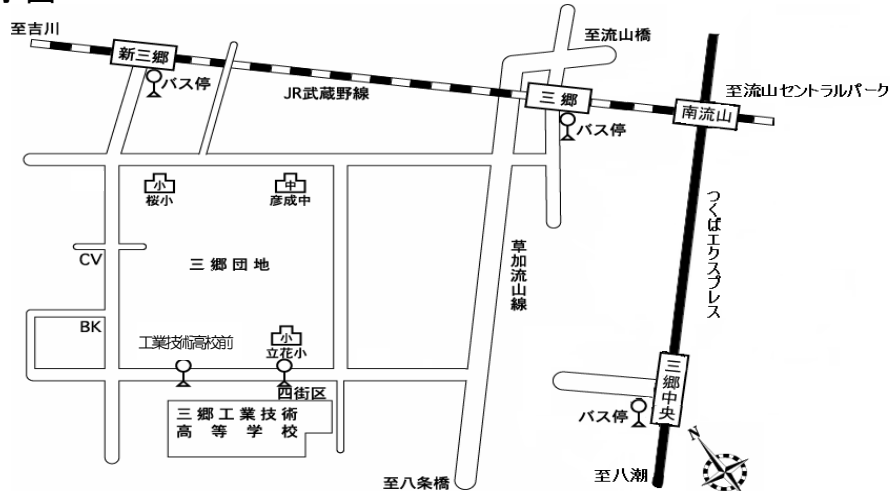 至吉川
新三郷
バス停
JR武蔵野線
至流山橋
三郷
バス停
至流山セントラルパーク
南流山
小
桜小
中
彦成中
つくばエクスプレス
草加流山線
CV
三郷団地
BK
工業技術高校前
小
立花小
四街区
三郷工業技術
高等学校
三郷中央
バス停
至八条橋
至八潮
N